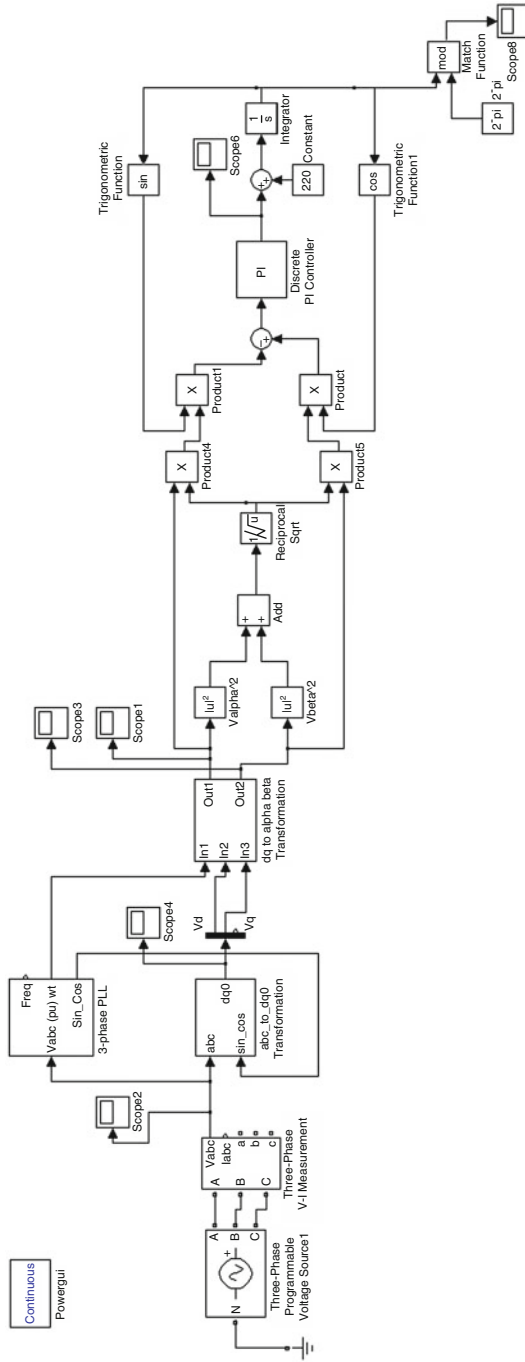 Continuous
Powergui
N
A
B
C
Three-Phase
Programmable
Voltage Source1
A
B
C
Vabc
Iabc
a
b
c
Three-Phase
V-I Measurement
Scope2
Freq
Vabc (pu) wt
Sin_Cos
3-phase PLL
abc
sin_cos
dq0
abc_to_dq0
Transformation
Scope4
Vd
Vq
In1
In2
In3
Out1
Out2
dq to alpha beta
Transformation
Scope3
Scope1
|u|²
Valpha^2
|u|²
Vbeta^2
+
+
Add
1/√u
Reciprocal
Sqrt
X
Product4
X
Product5
X
Product1
X
Product
-+
PI
Discrete
PI Controller
Scope6
++
220
Constant
1
s
Integrator
Trigonometric
Function
sin
cos
Trigonometric
Function1
mod
Match
Function
2*pi
2*pi
Scope8